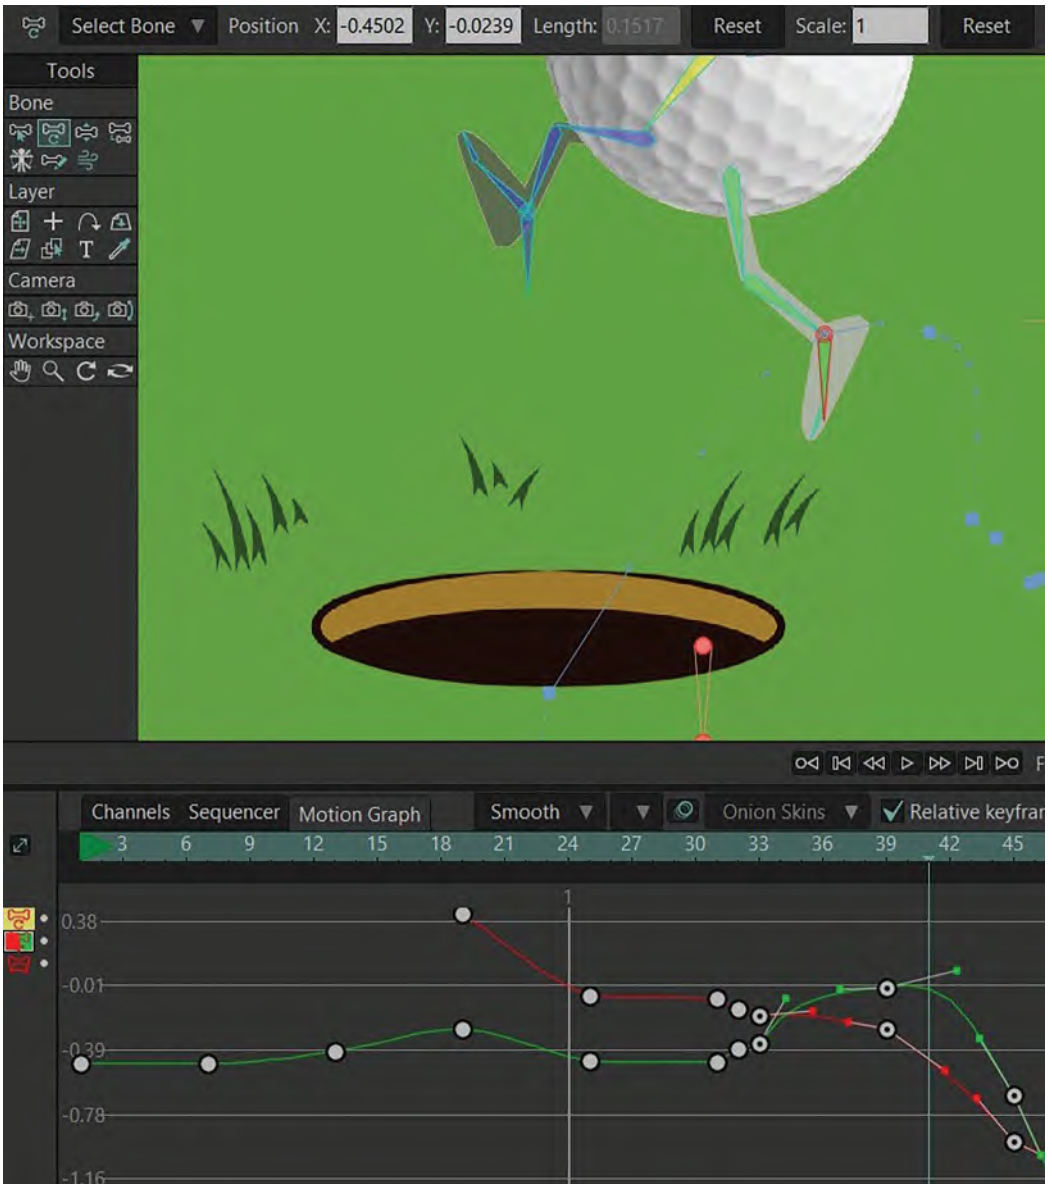 Select Bone Position X: -0.4502 Y: -0.0239 Length: 0.1517 Reset Scale: 1 Reset
Tools
Bone
Layer
T
Camera
Workspace
F
Channels Sequencer Motion Graph Smooth Onion Skins Relative keyfrar
3 6 9 12 15 18 21 24 27 30 33 36 39 42 45
1
0.38
-0.01
-0.39
-0.78
-1.16